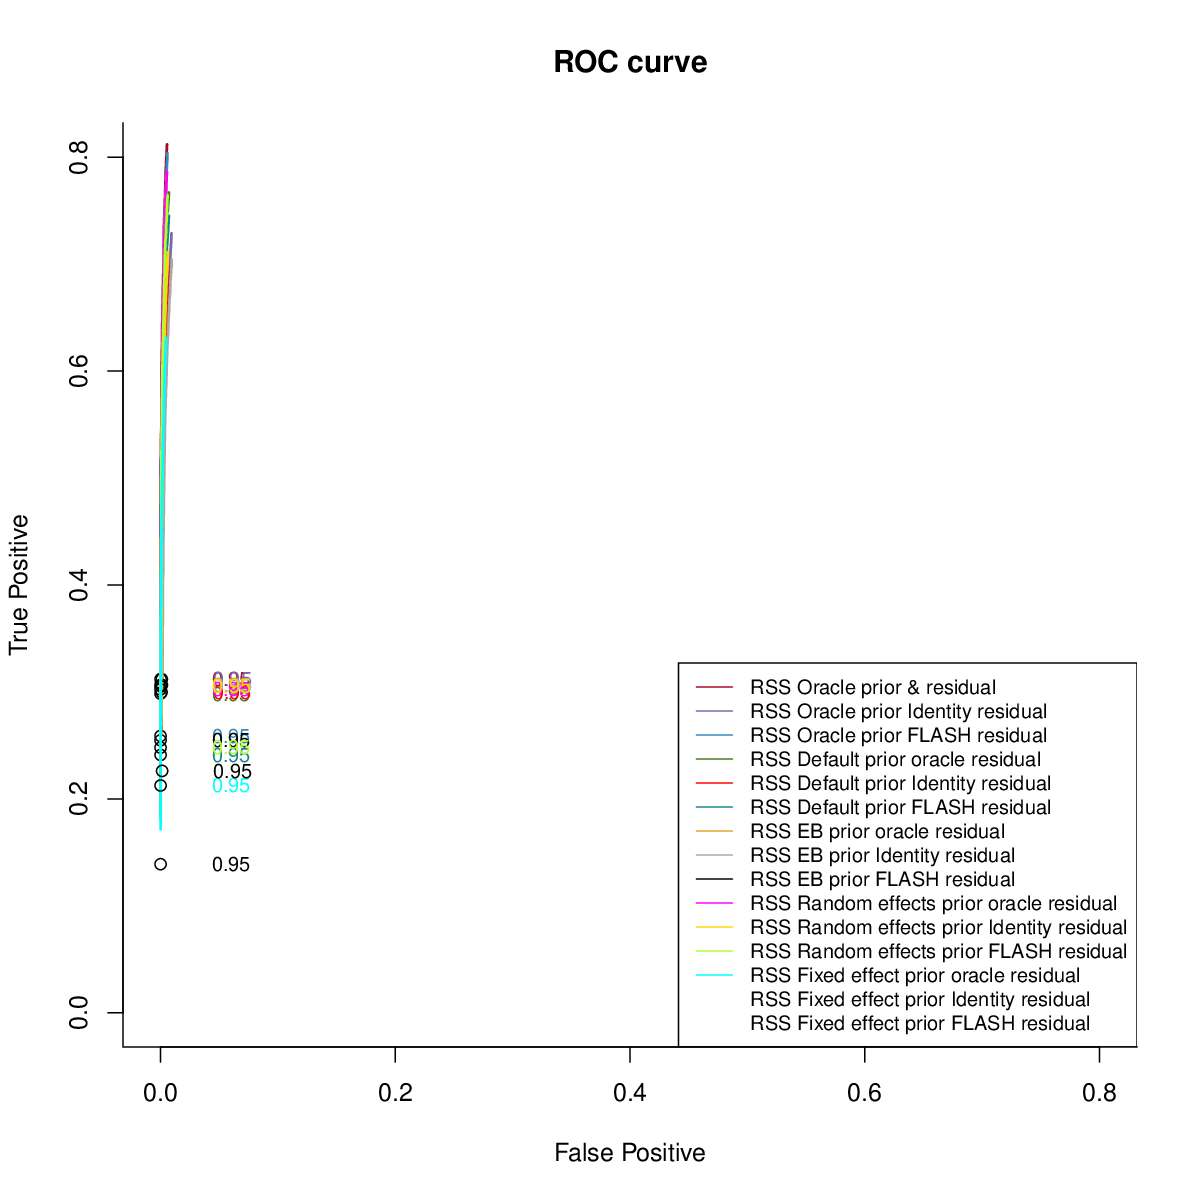 ROC curve
True Positive
0.8
0.6
0.4
0.2
0.0
0.95
0.95
0.95
0.95
0.95
0.95
0.95
RSS Oracle prior & residual
RSS Oracle prior Identity residual
RSS Oracle prior FLASH residual
RSS Default prior oracle residual
RSS Default prior Identity residual
RSS Default prior FLASH residual
RSS EB prior oracle residual
RSS EB prior Identity residual
RSS EB prior FLASH residual
RSS Random effects prior oracle residual
RSS Random effects prior Identity residual
RSS Random effects prior FLASH residual
RSS Fixed effect prior oracle residual
RSS Fixed effect prior Identity residual
RSS Fixed effect prior FLASH residual
0.0 0.2 0.4 0.6 0.8
False Positive